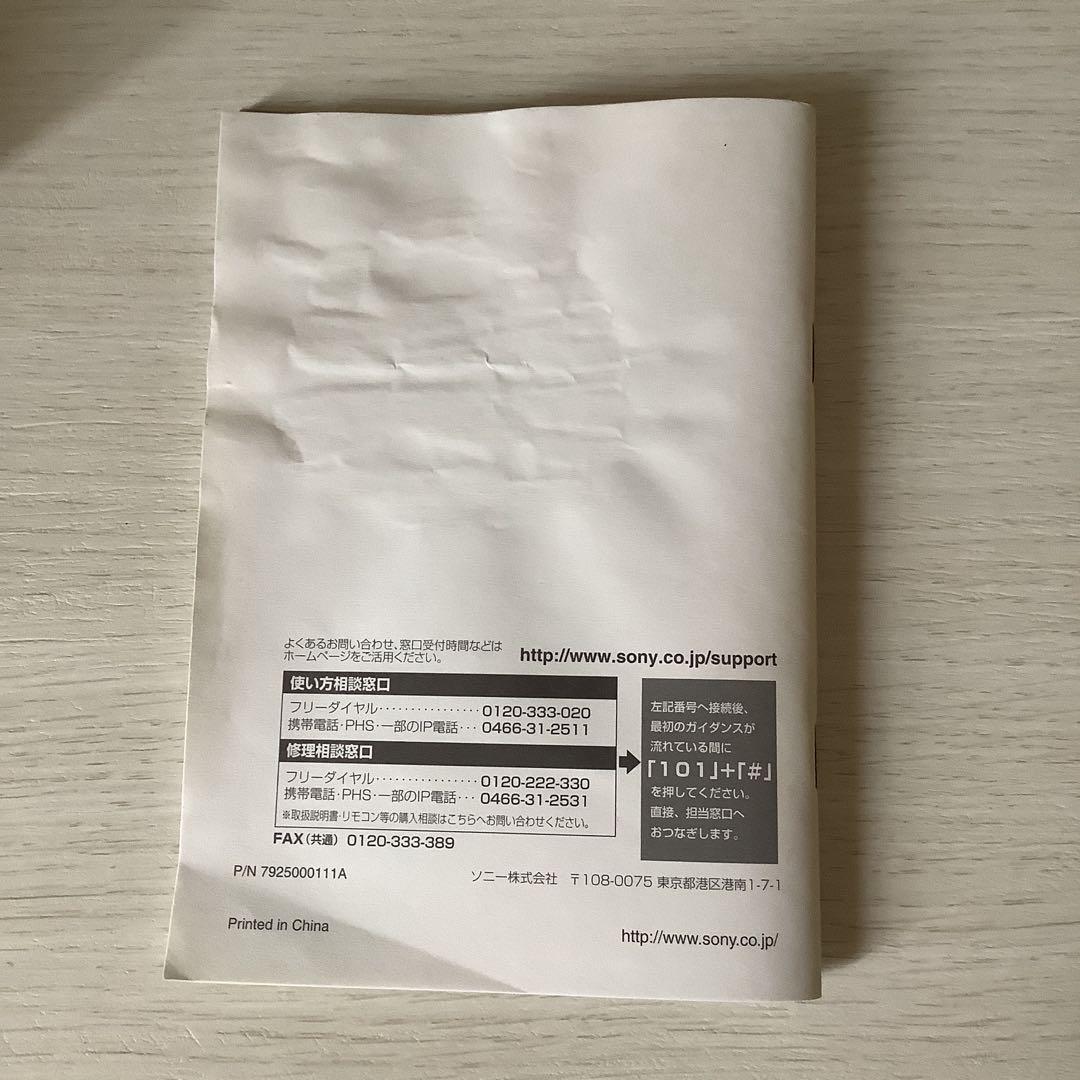 よくあるお問い合わせ、窓口受付時間などは
ホームページをご活用ください。
http://www.sony.co.jp/support
使い方相談窓口
フリーダイヤル················0120-333-020
携帯電話·PHS·一部のIP電話···0466-31-2511
修理相談窓口
フリーダイヤル················0120-222-330
携帯電話·PHS·一部のIP電話···0466-31-2531
※取扱説明書·リモコン等の購入相談はこちらへお問い合わせください。
FAX(共通) 0120-333-389
左記番号へ接続後、
最初のガイダンスが
流れている間に
「101」+「#」
を押してください。
直接、担当窓口へ
おつなぎします。
P/N 7925000111A
ソニー株式会社 〒108-0075 東京都港区港南1-7-1
Printed in China
http://www.sony.co.jp/